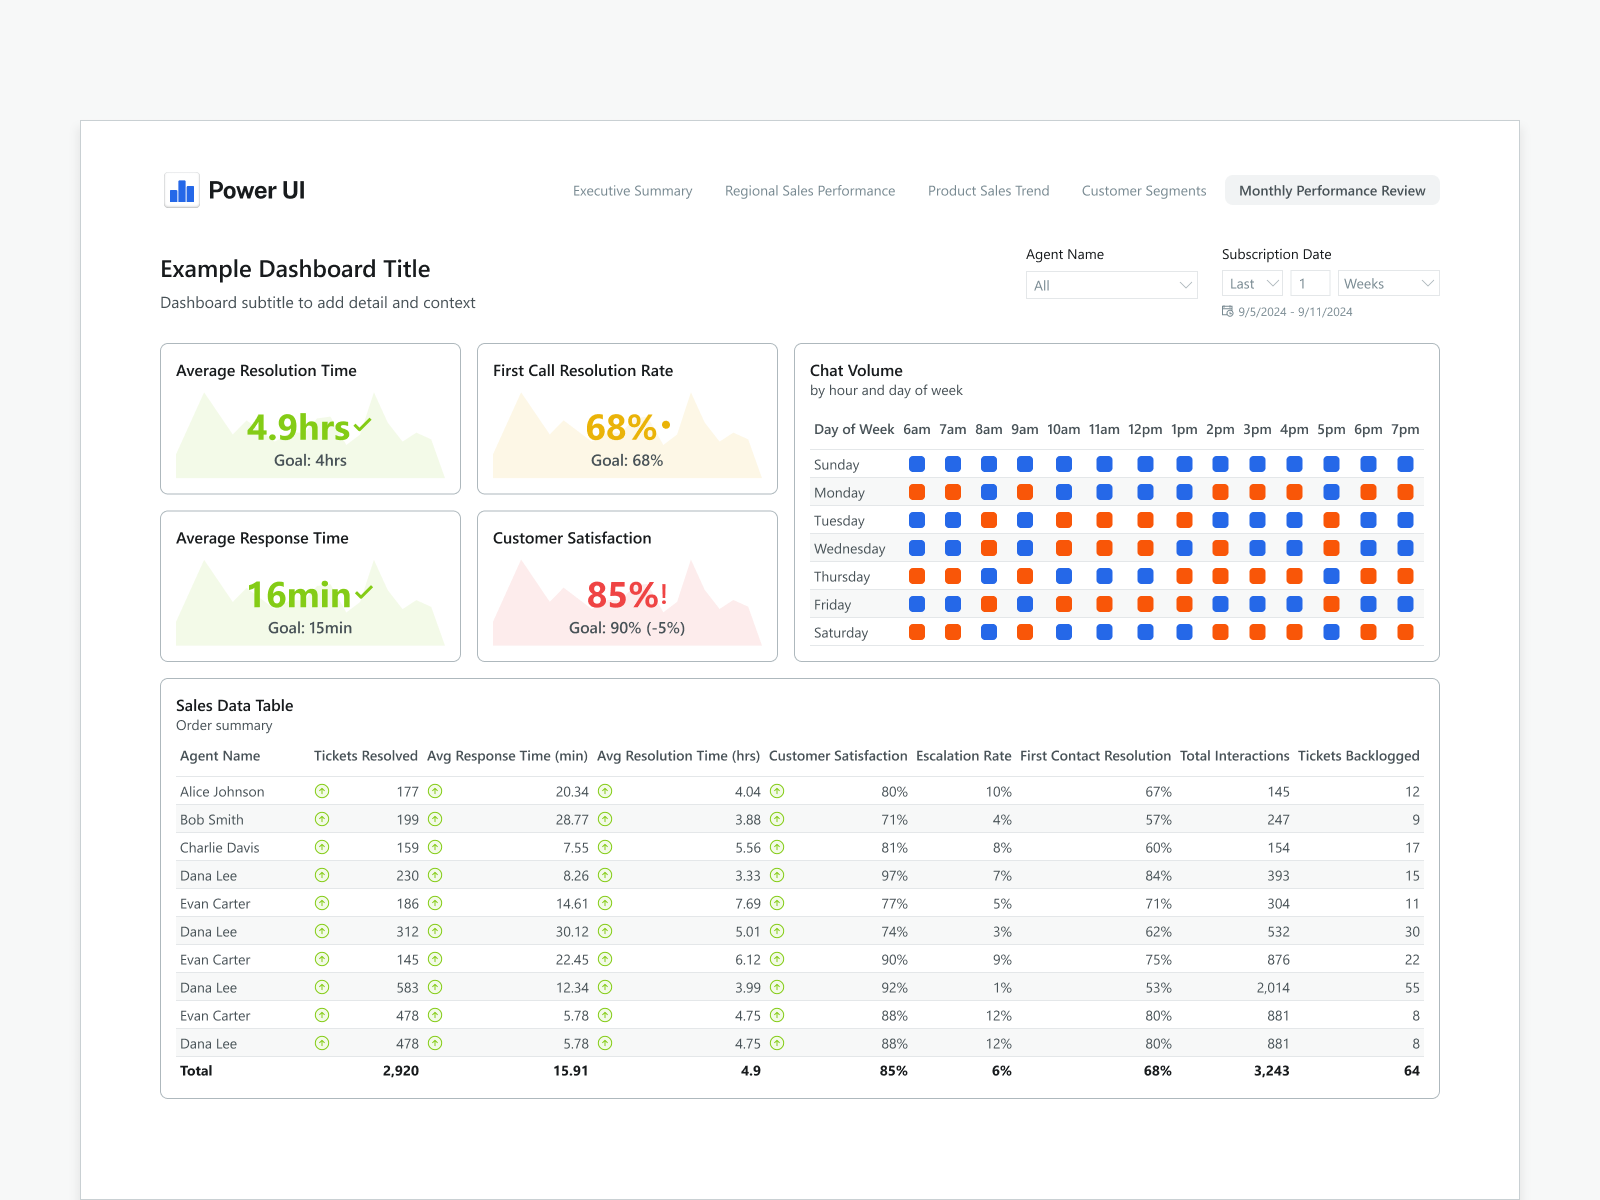 Power UI
Executive Summary Regional Sales Performance Product Sales Trend Customer Segments Monthly Performance Review
Example Dashboard Title
Dashboard subtitle to add detail and context
Agent Name
All
Subscription Date
Last 1 Weeks
9/5/2024 - 9/11/2024
Average Resolution Time
4.9hrs
Goal: 4hrs
First Call Resolution Rate
68%
Goal: 68%
Average Response Time
16min
Goal: 15min
Customer Satisfaction
85%!
Goal: 90% (-5%)
Chat Volume
by hour and day of week
Day of Week 6am 7am 8am 9am 10am 11am 12pm 1pm 2pm 3pm 4pm 5pm 6pm 7pm
Sunday
Monday
Tuesday
Wednesday
Thursday
Friday
Saturday
Sales Data Table
Order summary
Agent Name Tickets Resolved Avg Response Time (min) Avg Resolution Time (hrs) Customer Satisfaction Escalation Rate First Contact Resolution Total Interactions Tickets Backlogged
Alice Johnson 177 20.34 4.04 80% 10% 67% 145 12
Bob Smith 199 28.77 3.88 71% 4% 57% 247 9
Charlie Davis 159 7.55 5.56 81% 8% 60% 154 17
Dana Lee 230 8.26 3.33 97% 7% 84% 393 15
Evan Carter 186 14.61 7.69 77% 5% 71% 304 11
Dana Lee 312 30.12 5.01 74% 3% 62% 532 30
Evan Carter 145 22.45 6.12 90% 9% 75% 876 22
Dana Lee 583 12.34 3.99 92% 1% 53% 2,014 55
Evan Carter 478 5.78 4.75 88% 12% 80% 881 8
Dana Lee 478 5.78 4.75 88% 12% 80% 881 8
Total 2,920 15.91 4.9 85% 6% 68% 3,243 64